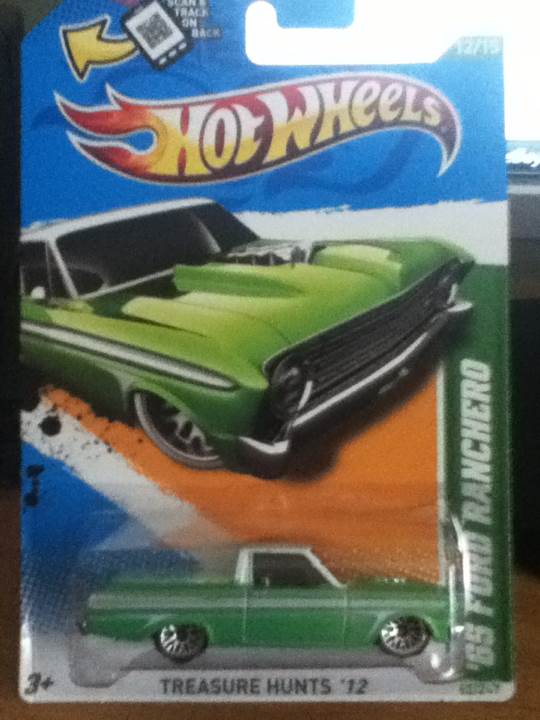 SCAN &
TRACK
ON
BACK
12/15
HOT WHEELS
'65 FORD RANCHERO
3+
TREASURE HUNTS '12